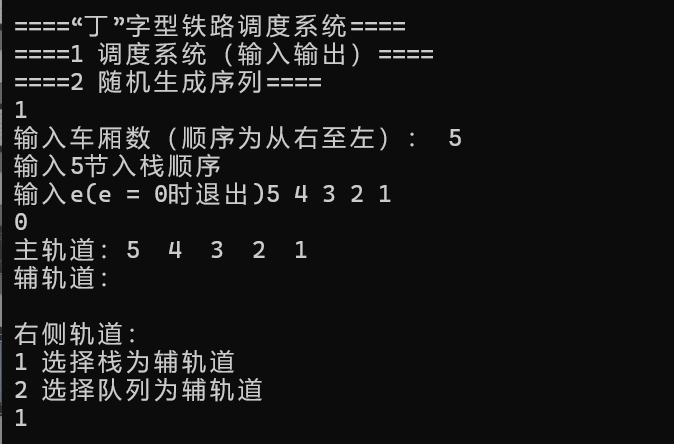 ===="丁"字型铁路调度系统====
====1 调度系统（输入输出）====
====2 随机生成序列====
1
输入车厢数（顺序为从右至左）： 5
输入5节入栈顺序
输入e(e = 0时退出)5 4 3 2 1
0
主轨道：5  4  3  2  1
辅轨道：
右侧轨道：
1 选择栈为辅轨道
2 选择队列为辅轨道
1